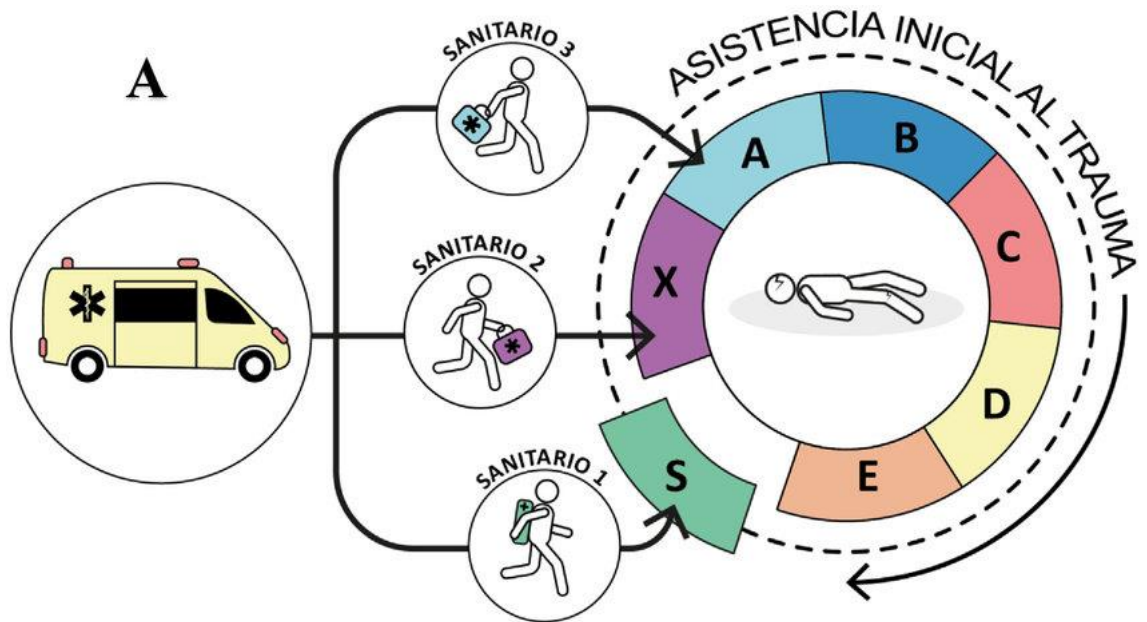 A
SANITARIO 3
SANITARIO 2
SANITARIO 1
ASISTENCIA INICIAL AL TRAUMA
S
X
A
B
C
D
E